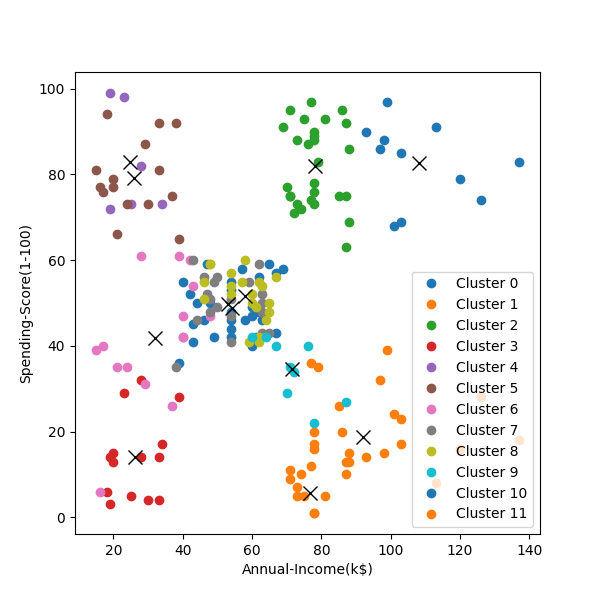 100
80
60
40
20
0
Spending-Score(1-100)
Cluster 0
Cluster 1
Cluster 2
Cluster 3
Cluster 4
Cluster 5
Cluster 6
Cluster 7
Cluster 8
Cluster 9
Cluster 10
Cluster 11
20 40 60 80 100 120 140
Annual-Income(k$)